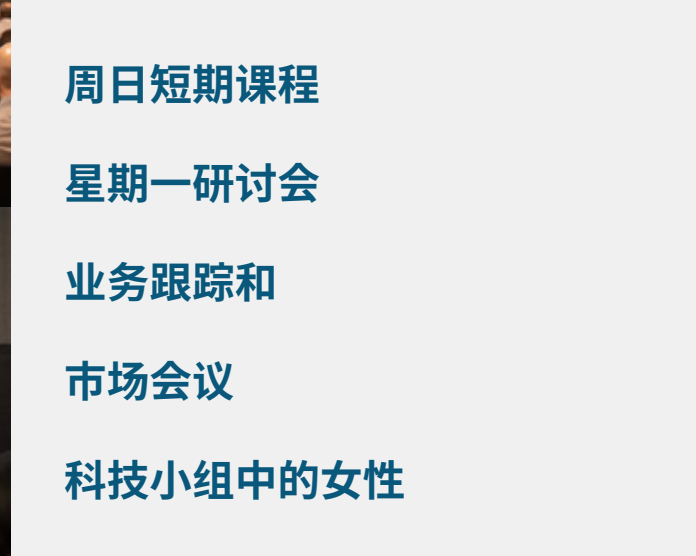 周日短期课程
星期一研讨会
业务跟踪和
市场会议
科技小组中的女性